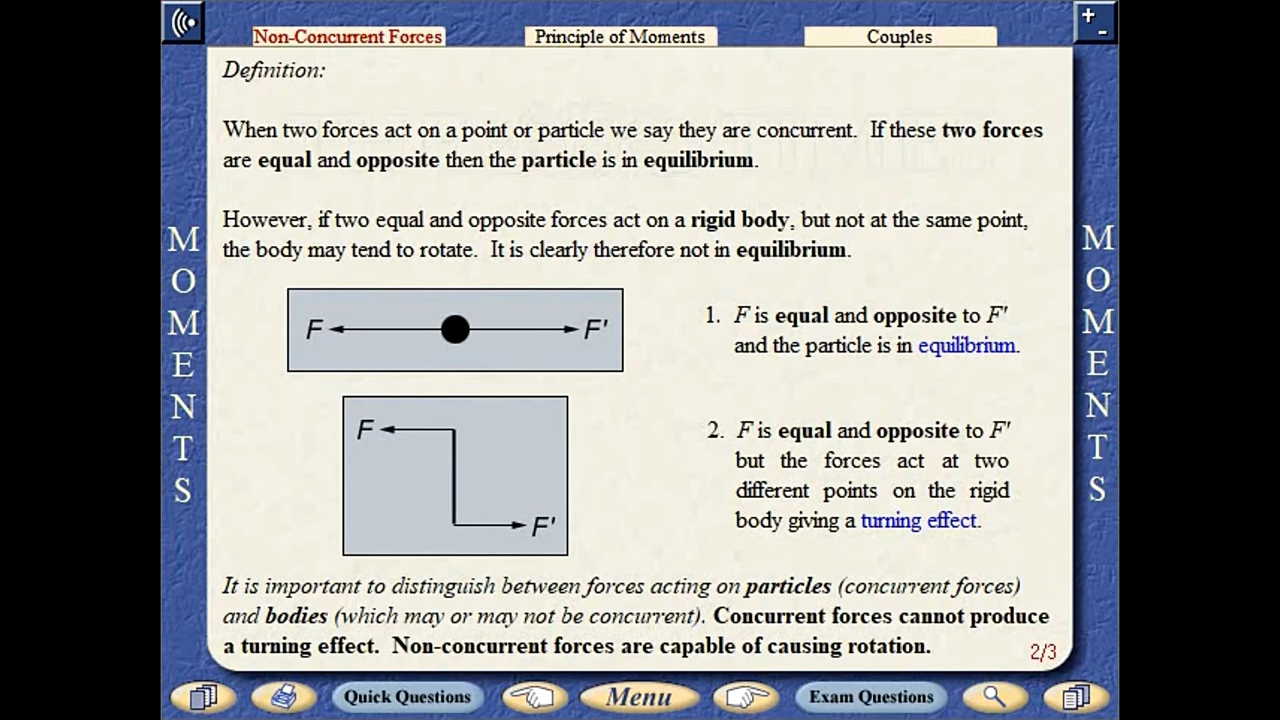 Non-Concurrent Forces
Principle of Moments
Couples
+
-
Definition:
When two forces act on a point or particle we say they are concurrent. If these two forces
are equal and opposite then the particle is in equilibrium.
However, if two equal and opposite forces act on a rigid body, but not at the same point,
the body may tend to rotate. It is clearly therefore not in equilibrium.
F
F'
1. F is equal and opposite to F'
and the particle is in equilibrium.
F
F'
2. F is equal and opposite to F'
but the forces act at two
different points on the rigid
body giving a turning effect.
It is important to distinguish between forces acting on particles (concurrent forces)
and bodies (which may or may not be concurrent). Concurrent forces cannot produce
a turning effect. Non-concurrent forces are capable of causing rotation.
2/3
MOMENTS
MOMENTS
Quick Questions
Menu
Exam Questions